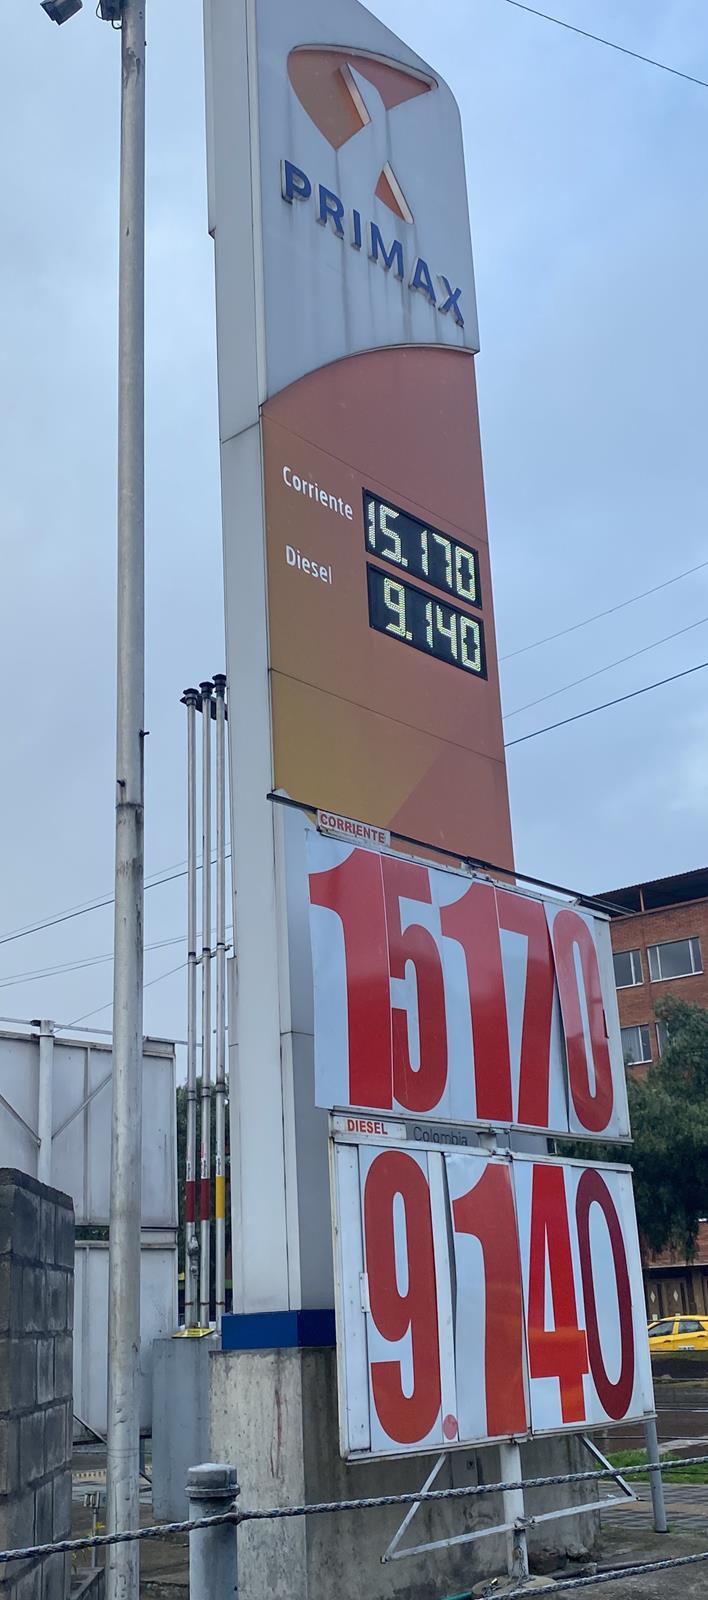 PRIMAX
Corriente 15.170
Diesel 9.140
CORRIENTE
15170
DIESEL
Colombia
9.140